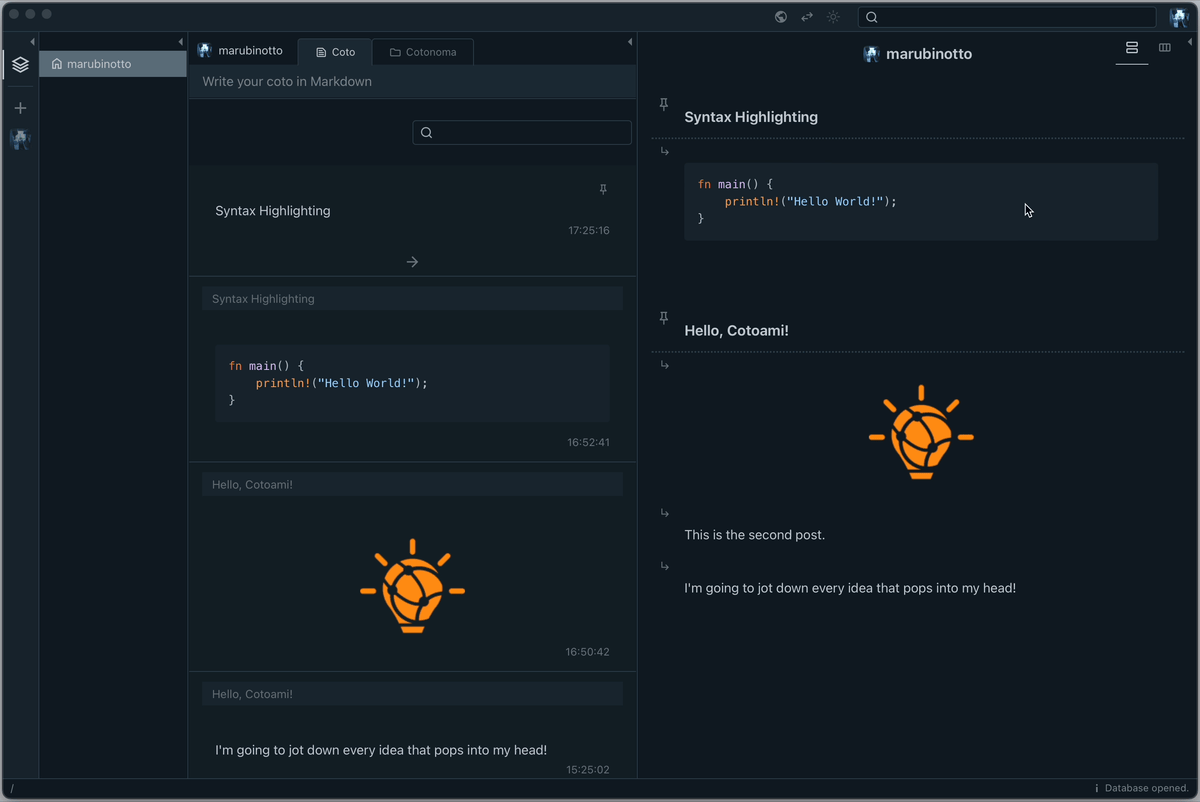 marubinotto
marubinotto
Coto
Cotonoma
Write your coto in Markdown
Syntax Highlighting
17:25:16
Syntax Highlighting
fn main() {
    println!("Hello World!");
}
16:52:41
Hello, Cotoami!
16:50:42
Hello, Cotoami!
I'm going to jot down every idea that pops into my head!
15:25:02
marubinotto
Syntax Highlighting
fn main() {
    println!("Hello World!");
}
Hello, Cotoami!
This is the second post.
I'm going to jot down every idea that pops into my head!
/
Database opened.